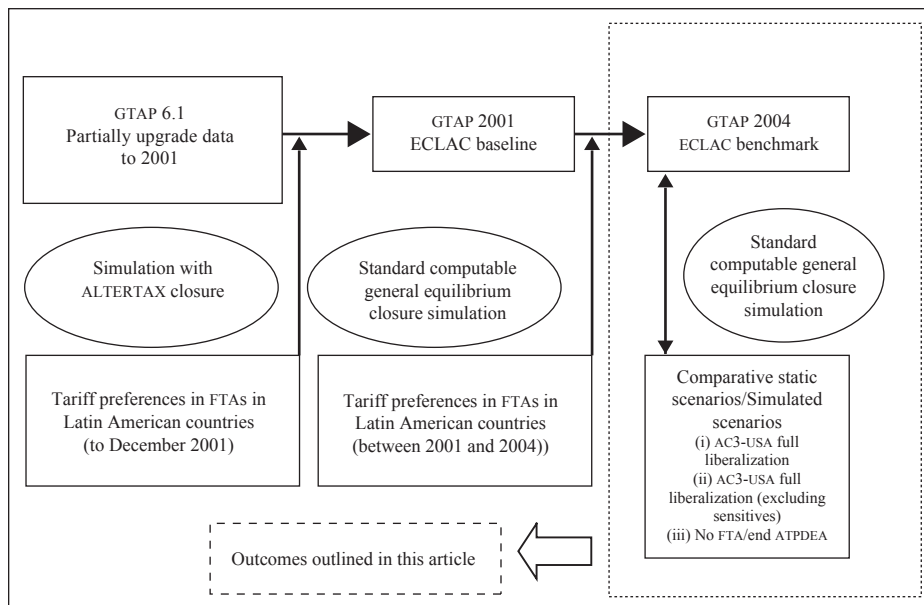 GTAP 6.1
Partially upgrade data
to 2001
GTAP 2001
ECLAC baseline
GTAP 2004
ECLAC benchmark
Simulation with
ALTERTAX closure
Standard computable
general equilibrium
closure simulation
Standard
computable general
equilibrium closure
simulation
Tariff preferences in FTAs in
Latin American countries
(to December 2001)
Tariff preferences in FTAs in
Latin American countries
(between 2001 and 2004))
Comparative static
scenarios/Simulated
scenarios
(i) AC3-USA full
liberalization
(ii) AC3-USA full
liberalization (excluding
sensitives)
(iii) No FTA/end ATPDEA
Outcomes outlined in this article